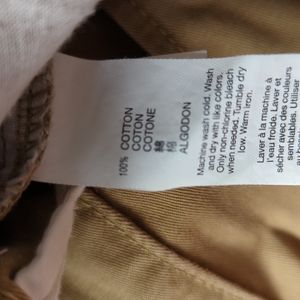 100% COTTON
COTON
COTONE
ALGODON
Machine wash cold. Wash
and dry with like colors.
Only non-chlorine bleach
when needed. Tumble dry
low. Warm iron.
Laver à la machine à
l'eau froide. Laver et
sécher avec des couleurs
semblables. Utiliser
au